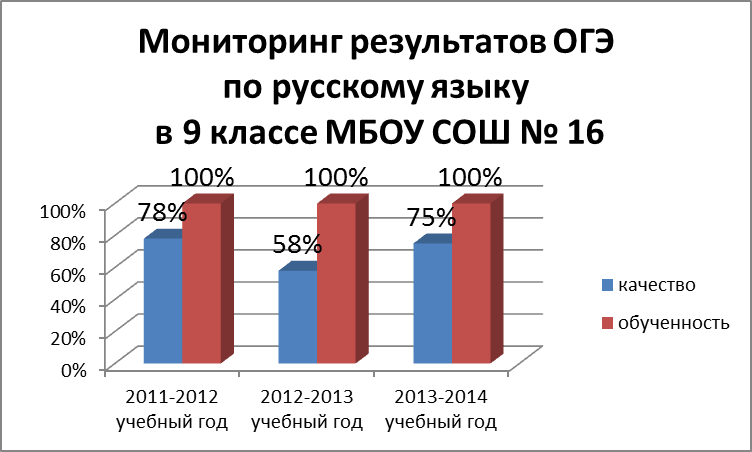 Мониторинг результатов ОГЭ
по русскому языку
в 9 классе МБОУ СОШ № 16
100% 100% 100%
78% 58% 75%
100%
80%
60%
40%
20%
0%
2011-2012
учебный год
2012-2013
учебный год
2013-2014
учебный год
качество
обученность